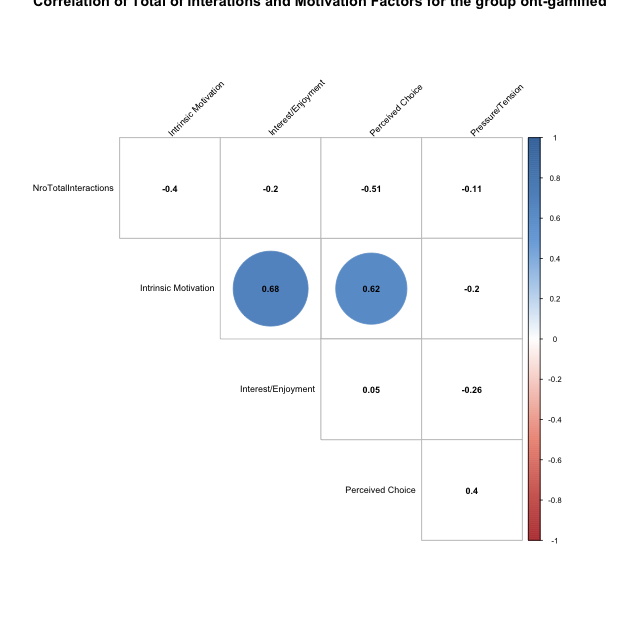 Correlation of Total of Interations and Motivation Factors for the group ont-gamified
Intrinsic Motivation
Interest/Enjoyment
Perceived Choice
Pressure/Tension
NroTotalInteractions
-0.4
-0.2
-0.51
-0.11
Intrinsic Motivation
0.68
0.62
-0.2
Interest/Enjoyment
0.05
-0.26
Perceived Choice
0.4
1
0.8
0.6
0.4
0.2
0
-0.2
-0.4
-0.6
-0.8
-1